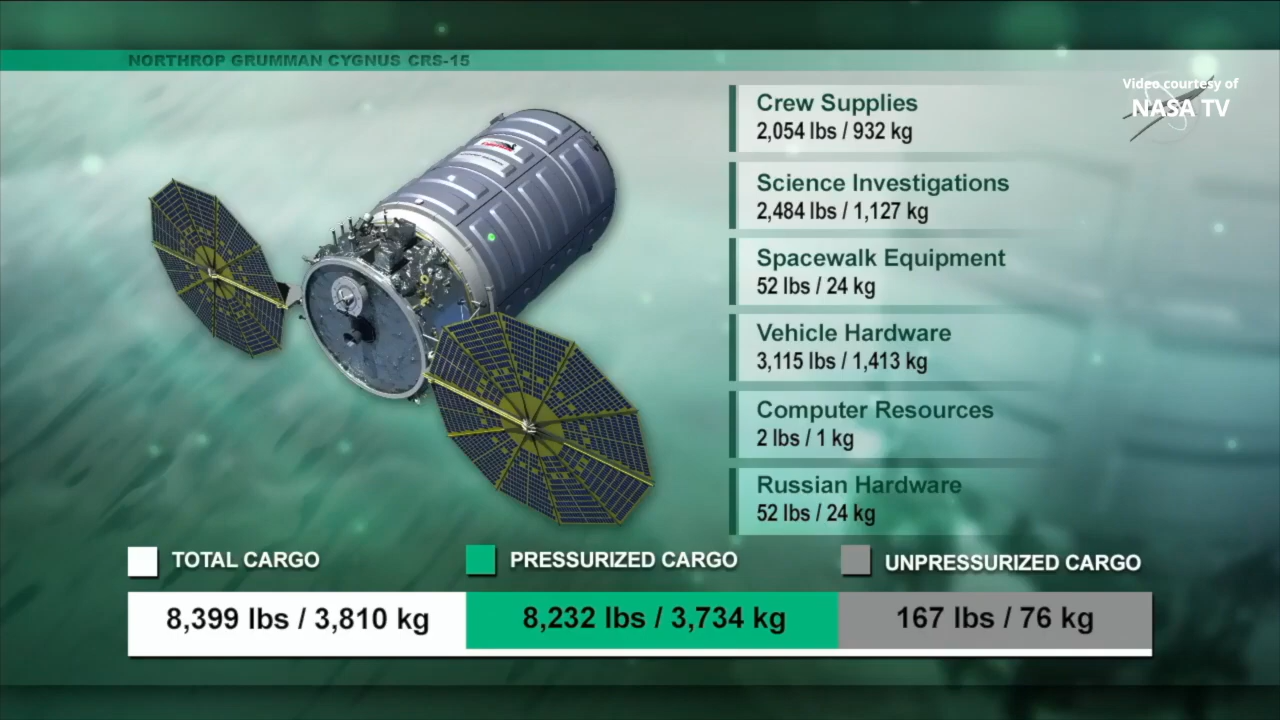 NORTHROP GRUMMAN CYGNUS CRS-15
Video courtesy of
NASA TV
Crew Supplies
2,054 lbs / 932 kg
Science Investigations
2,484 lbs / 1,127 kg
Spacewalk Equipment
52 lbs / 24 kg
Vehicle Hardware
3,115 lbs / 1,413 kg
Computer Resources
2 lbs / 1 kg
Russian Hardware
52 lbs / 24 kg
TOTAL CARGO
PRESSURIZED CARGO
UNPRESSURIZED CARGO
8,399 lbs / 3,810 kg
8,232 lbs / 3,734 kg
167 lbs / 76 kg